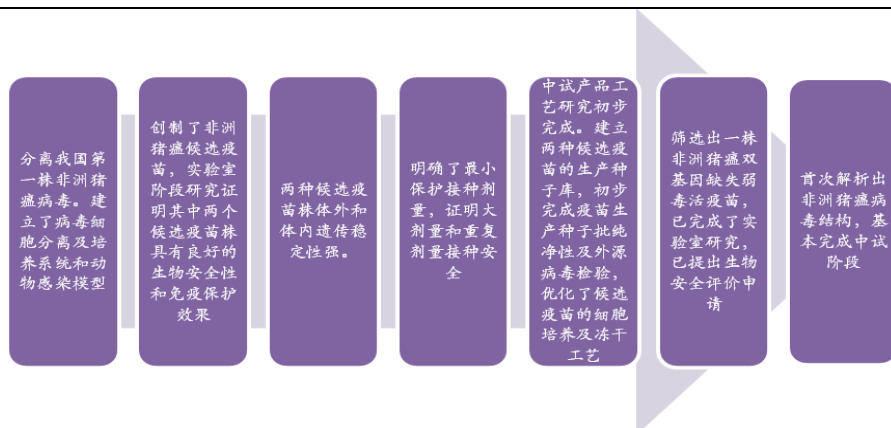 分离我国第
一株非洲猪
瘟病毒。建
立了病毒细
胞分离及培
养系统和动
物感染模型
创制了非洲
猪瘟候选疫
苗，实验室
阶段研究证
明其中两个
候选疫苗株
具有良好的
生物安全性
和免疫保护
效果
两种候选疫
苗株体外和
体内遗传稳
定性强。
明确了最小
保护接种剂
量，证明大
剂量和重复
剂量接种安
全
中试产品工
艺研究初步
完成。建立
两种候选疫
苗的生产种
子库，初步
完成疫苗生
产种子批纯
净性及外源
病毒检验，
优化了候选
疫苗的细胞
培养及冻干
工艺
筛选出一株
非洲猪瘟双
基因缺失弱
毒活疫苗，
已完成了实
验室研究，
已提出生物
安全评价申
请
首次解析出
非洲猪瘟病
毒结构，基
本完成中试
阶段